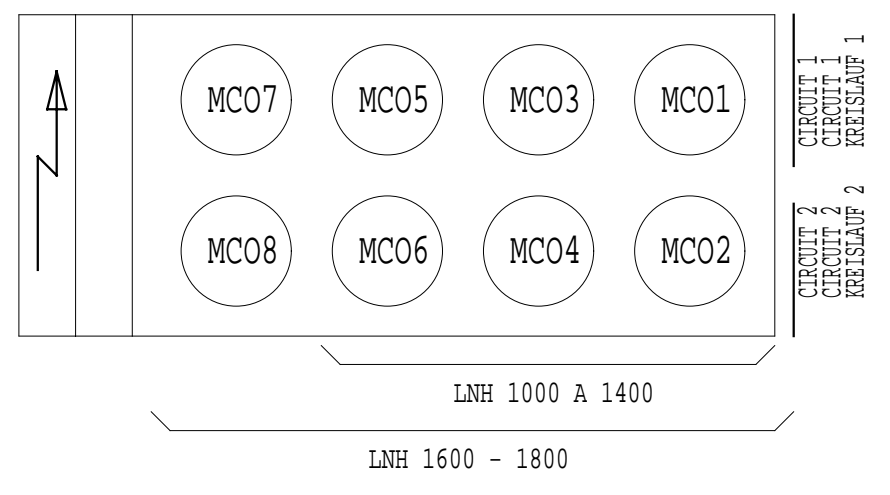 MCO7 MCO5 MCO3 MCO1
CIRCUIT 1
CIRCUIT 1
KREISLAUF 1
MCO8 MCO6 MCO4 MCO2
CIRCUIT 2
CIRCUIT 2
KREISLAUF 2
LNH 1000 A 1400
LNH 1600 - 1800